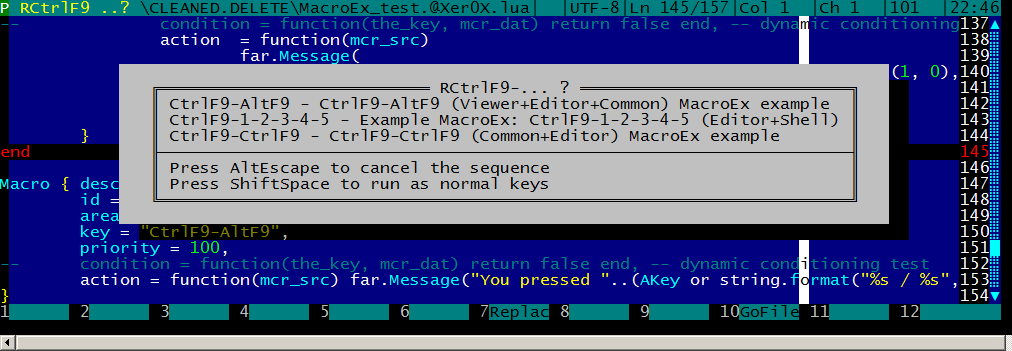 P RCtrlF9 ..? \CLEANED.DELETE\MacroEx_test.@Xer0X.lua| |UTF-8|Ln 145/157|Col 1 |Ch 1 |101 |22:46
-- condition = function(the_key, mcr_dat) return false end, -- dynamic conditioning 137▲
action = function(mcr_src) 138
far.Message( 139
(1, 0), 140
141
142
143
} 144
end 145
146
Macro { desc 147
id = 148
area 149
key = "CtrlF9-AltF9", 150
priority = 100, 151
-- condition = function(the_key, mcr_dat) return false end, -- dynamic conditioning test 152
action = function(mcr) far.Message("You pressed "..(AKey or string.format("%s / %s", 153
} 154▼
RCtrlF9-... ?
CtrlF9-AltF9 - CtrlF9-AltF9 (Viewer+Editor+Common) MacroEx example
CtrlF9-1-2-3-4-5 - Example MacroEx: CtrlF9-1-2-3-4-5 (Editor+Shell)
CtrlF9-CtrlF9 - CtrlF9-CtrlF9 (Common+Editor) MacroEx example
Press AltEscape to cancel the sequence
Press ShiftSpace to run as normal keys
1 2 3 4 5 6 7Replac 8 9 10GoFile 11 12